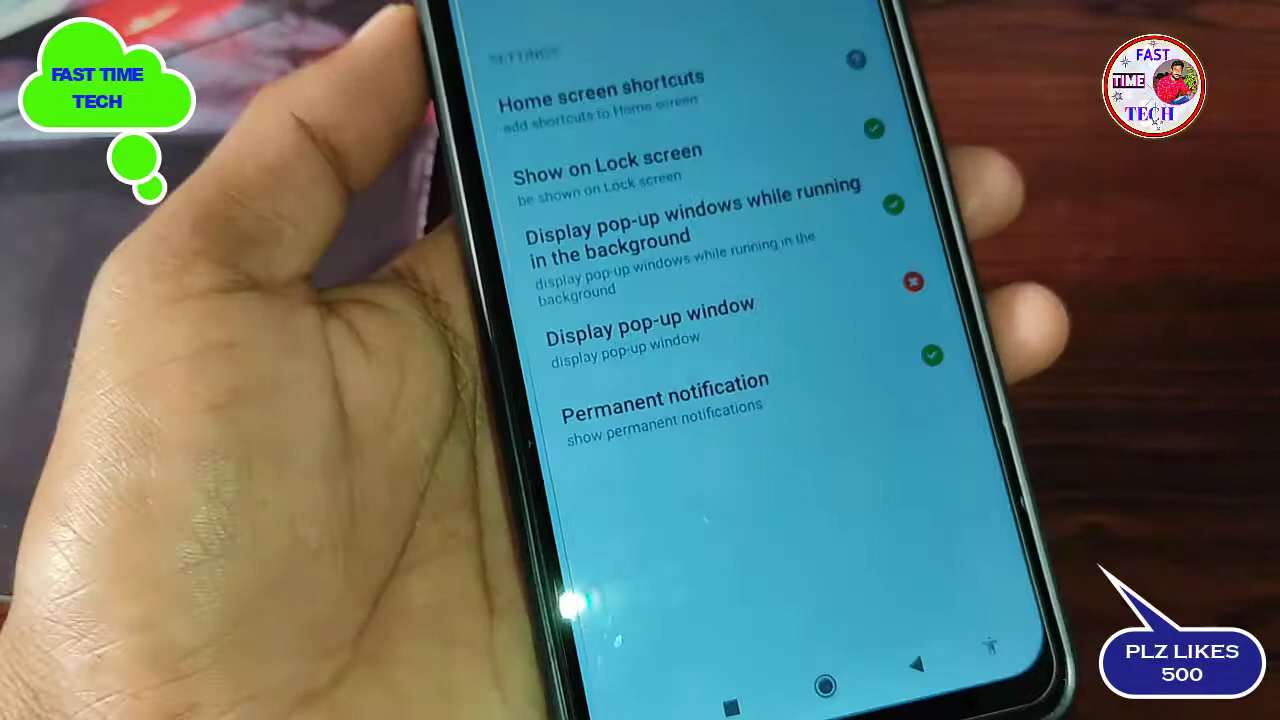 FAST TIME
TECH
FAST
TIME
TECH
SETTINGS
Home screen shortcuts
add shortcuts to Home screen
Show on Lock screen
be shown on Lock screen
Display pop-up windows while running
in the background
display pop-up windows while running in the
background
Display pop-up window
display pop-up window
Permanent notification
show permanent notifications
PLZ LIKES
500